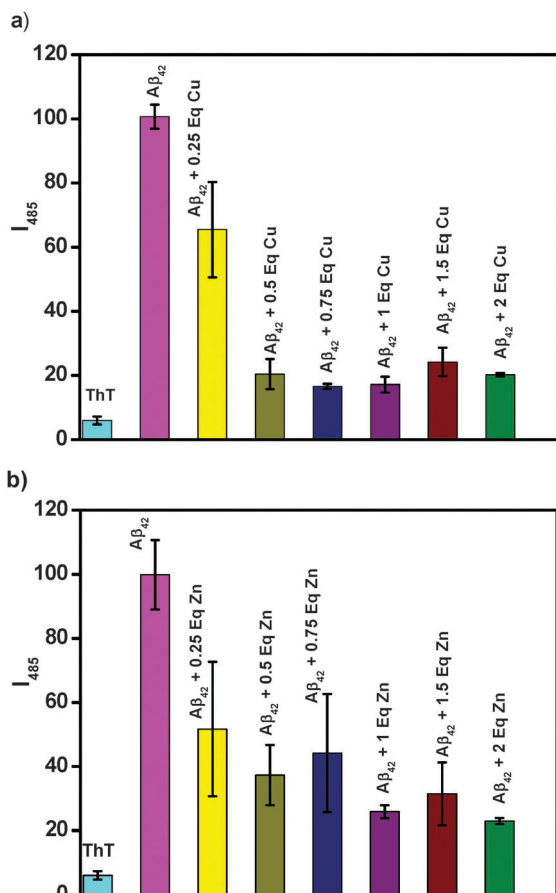 a)
120
100
80
60
40
20
0
I₄₈₅
ThT
Aβ₄₂
Aβ₄₂ + 0.25 Eq Cu
Aβ₄₂ + 0.5 Eq Cu
Aβ₄₂ + 0.75 Eq Cu
Aβ₄₂ + 1 Eq Cu
Aβ₄₂ + 1.5 Eq Cu
Aβ₄₂ + 2 Eq Cu
b)
120
100
80
60
40
20
0
I₄₈₅
ThT
Aβ₄₂
Aβ₄₂ + 0.25 Eq Zn
Aβ₄₂ + 0.5 Eq Zn
Aβ₄₂ + 0.75 Eq Zn
Aβ₄₂ + 1 Eq Zn
Aβ₄₂ + 1.5 Eq Zn
Aβ₄₂ + 2 Eq Zn